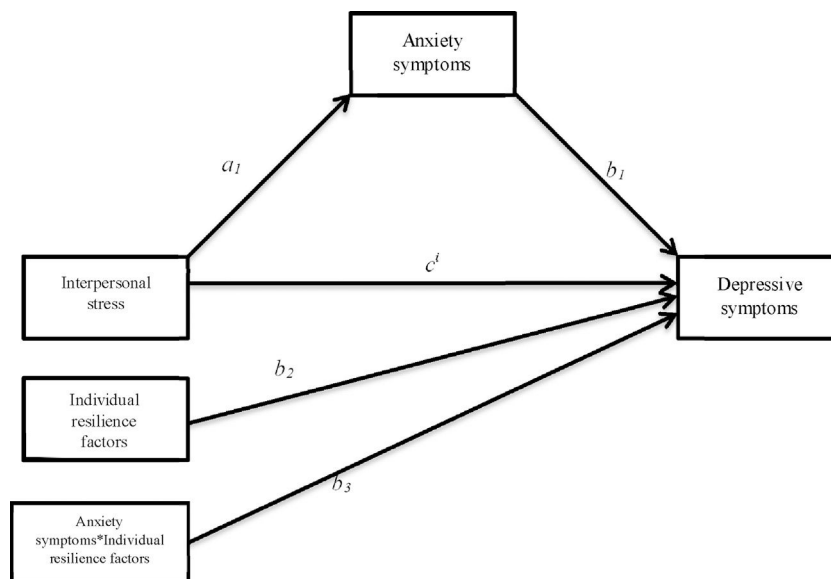 Anxiety
symptoms
a1
b1
Interpersonal
stress
c^i
Depressive
symptoms
b2
Individual
resilience
factors
b3
Anxiety
symptoms*Individual
resilience factors